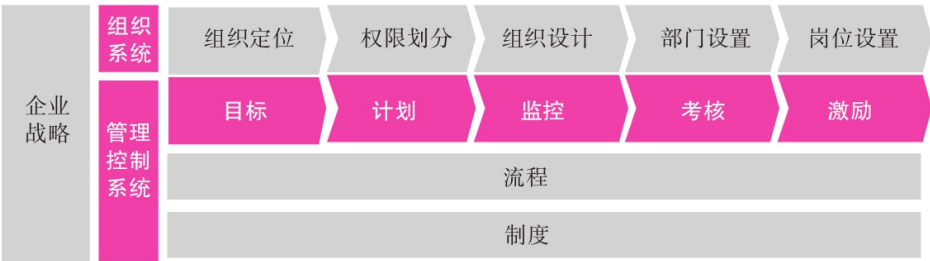 企业
战略
组织
系统
组织定位
权限划分
组织设计
部门设置
岗位设置
管理
控制
系统
目标
计划
监控
考核
激励
流程
制度